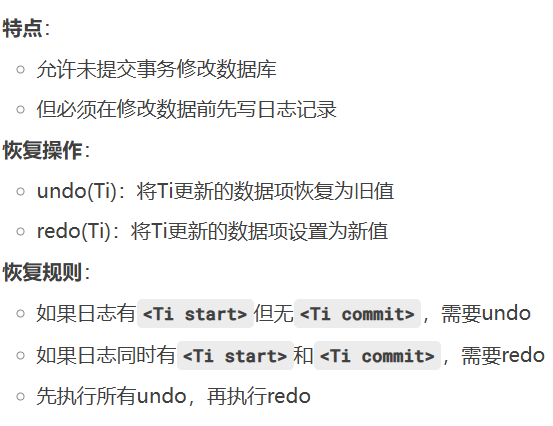 特点：
允许未提交事务修改数据库
但必须在修改数据前先写日志记录
恢复操作：
undo(Ti)：将Ti更新的数据项恢复为旧值
redo(Ti)：将Ti更新的数据项设置为新值
恢复规则：
如果日志有<Ti start>但无<Ti commit>，需要undo
如果日志同时有<Ti start>和<Ti commit>，需要redo
先执行所有undo，再执行redo